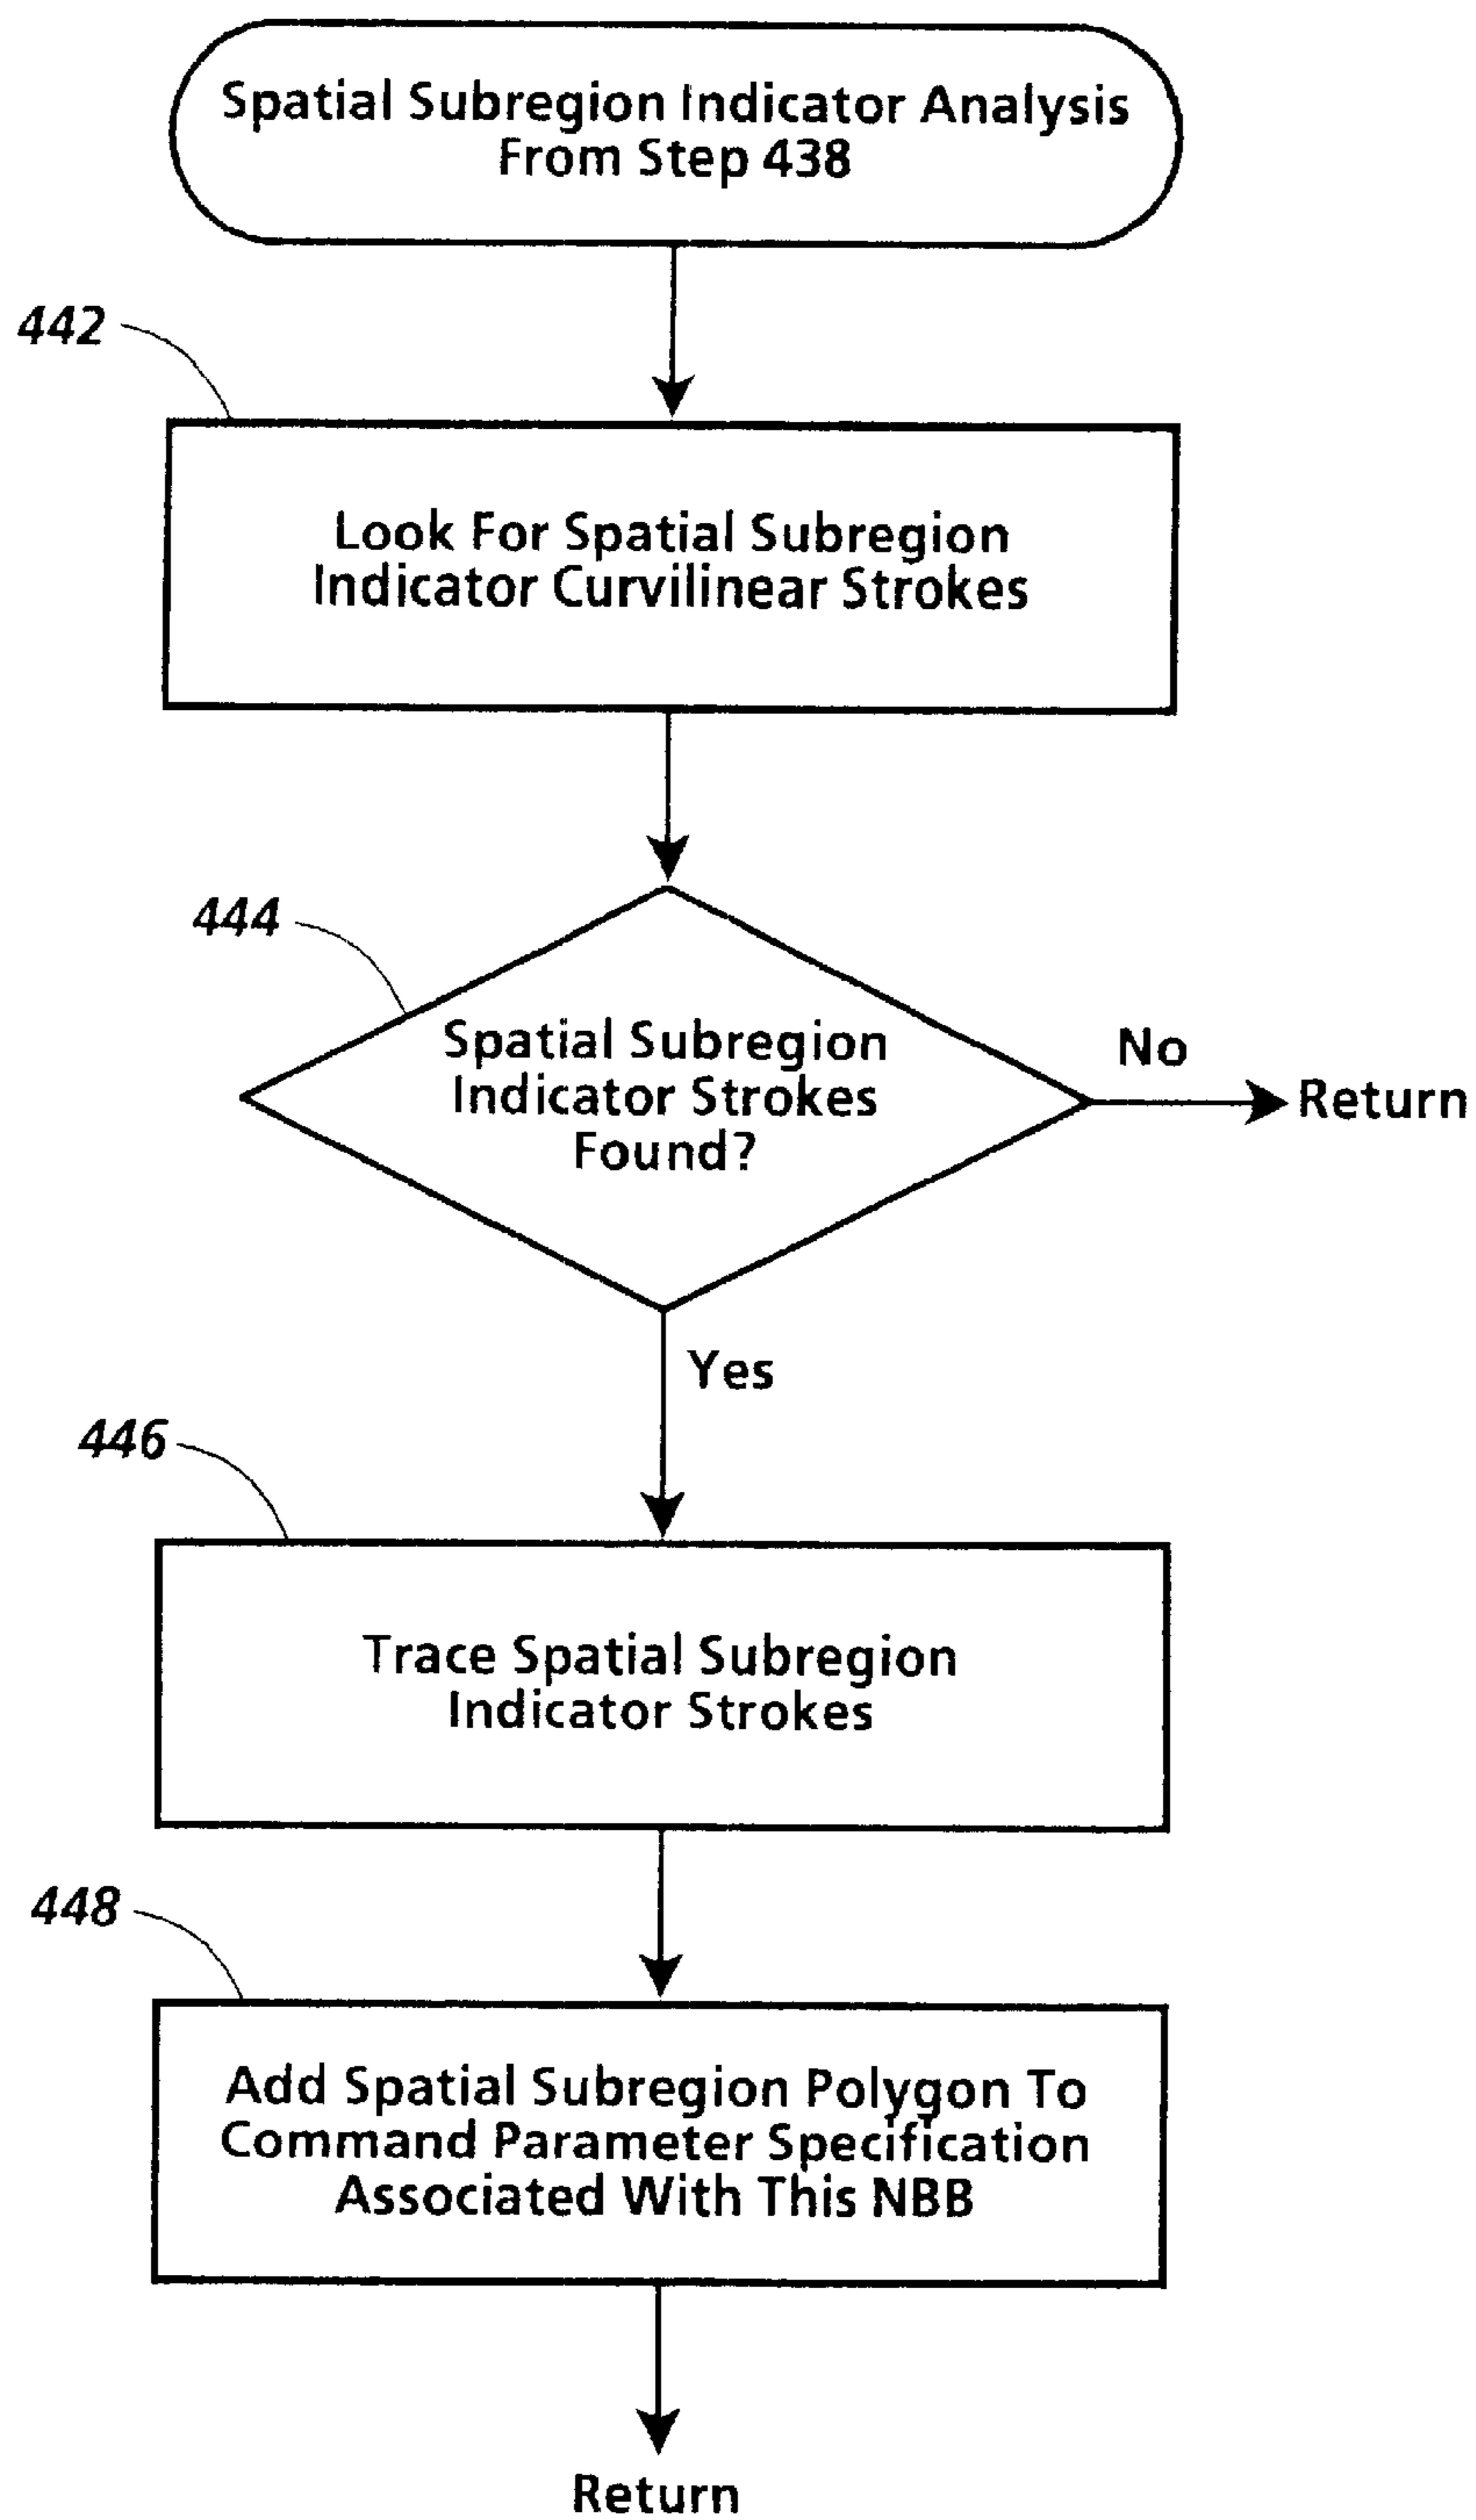 Spatial Subregion Indicator Analysis
From Step 438
442
Look For Spatial Subregion
Indicator Curvilinear Strokes
444
Spatial Subregion
Indicator Strokes
Found?
No
Return
Yes
446
Trace Spatial Subregion
Indicator Strokes
448
Add Spatial Subregion Polygon To
Command Parameter Specification
Associated With This NBB
Return